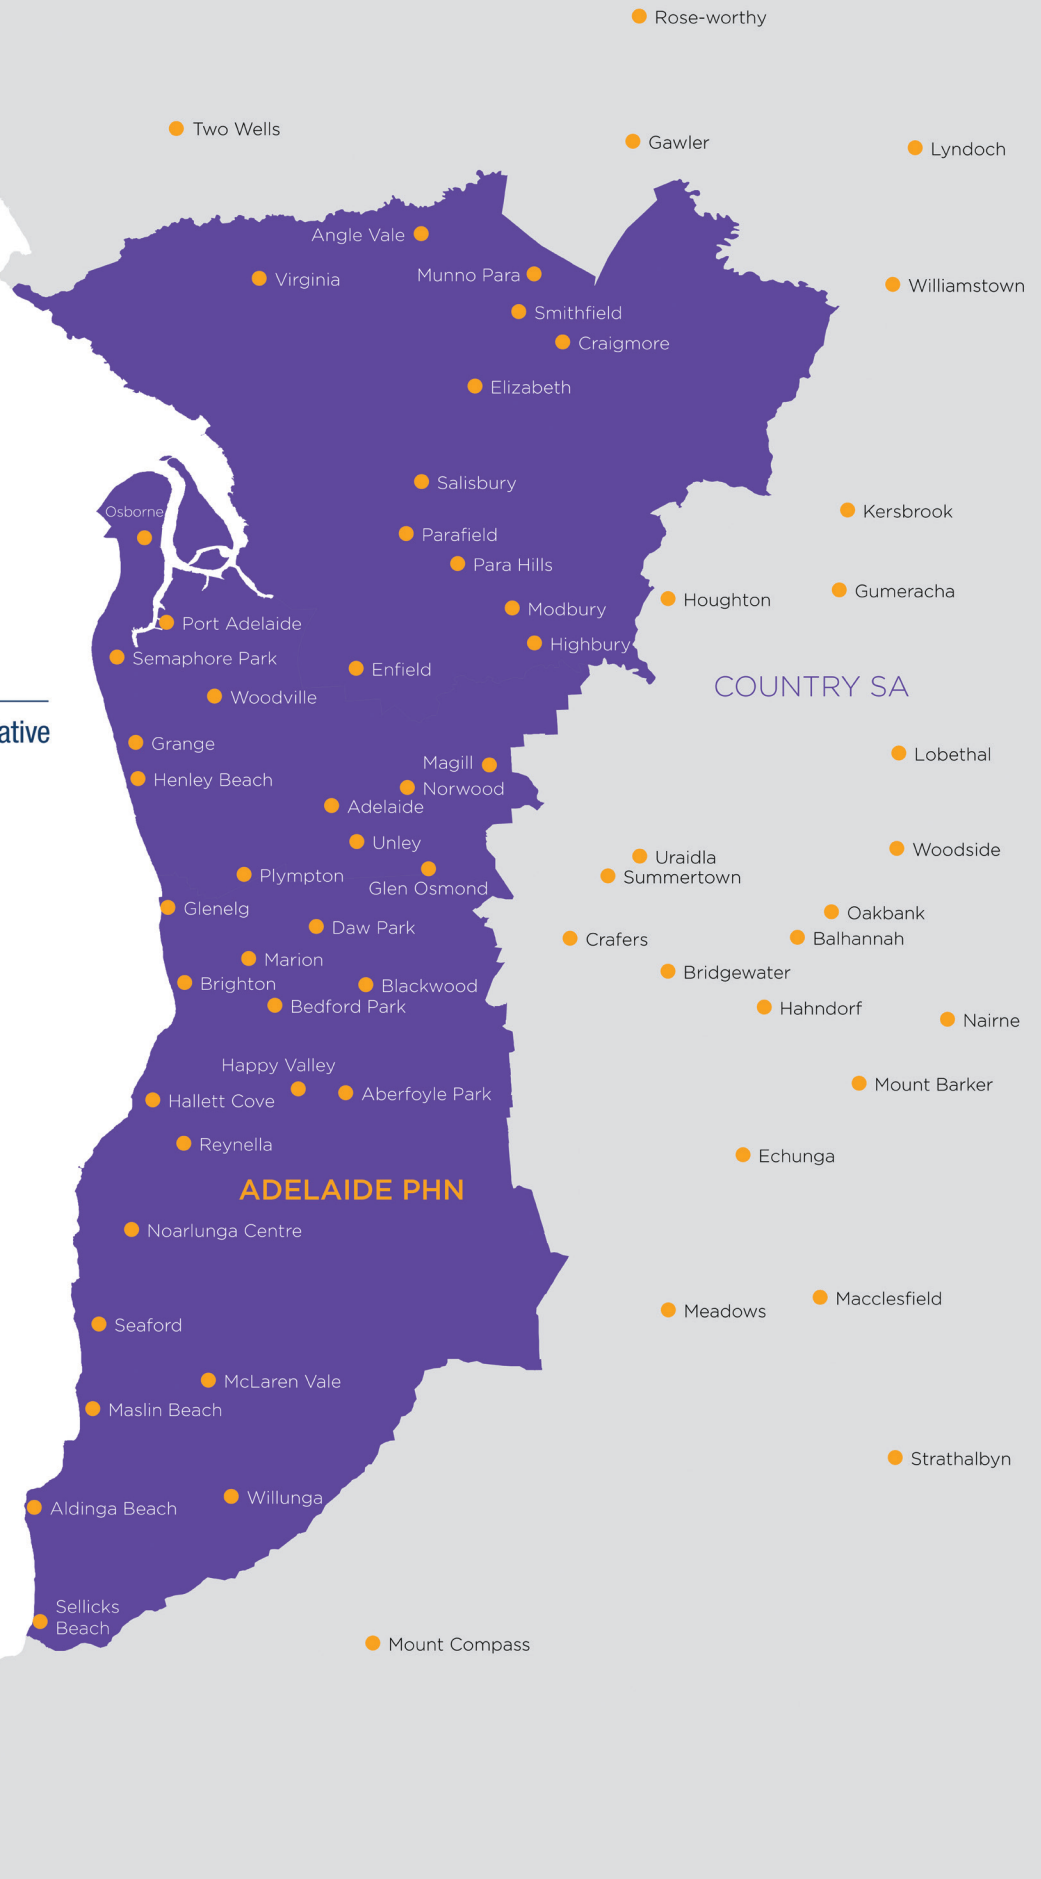 Rose-worthy
Two Wells
Gawler
Lyndoch
Angle Vale
Munno Para
Virginia
Williamstown
Smithfield
Craigmore
Elizabeth
Salisbury
Osborne
Kersbrook
Parafield
Para Hills
Gumeracha
Houghton
Modbury
Port Adelaide
Highbury
Semaphore Park
Enfield
COUNTRY SA
Woodville
ative
Grange
Lobethal
Magill
Henley Beach
Norwood
Adelaide
Unley
Woodside
Uraidla
Plympton
Summertown
Glen Osmond
Glenelg
Oakbank
Daw Park
Crafers
Balhannah
Marion
Bridgewater
Brighton
Blackwood
Bedford Park
Hahndorf
Nairne
Happy Valley
Mount Barker
Aberfoyle Park
Hallett Cove
Reynella
Echunga
ADELAIDE PHN
Noarlunga Centre
Macclesfield
Meadows
Seaford
McLaren Vale
Maslin Beach
Strathalbyn
Willunga
Aldinga Beach
Sellicks
Beach
Mount Compass